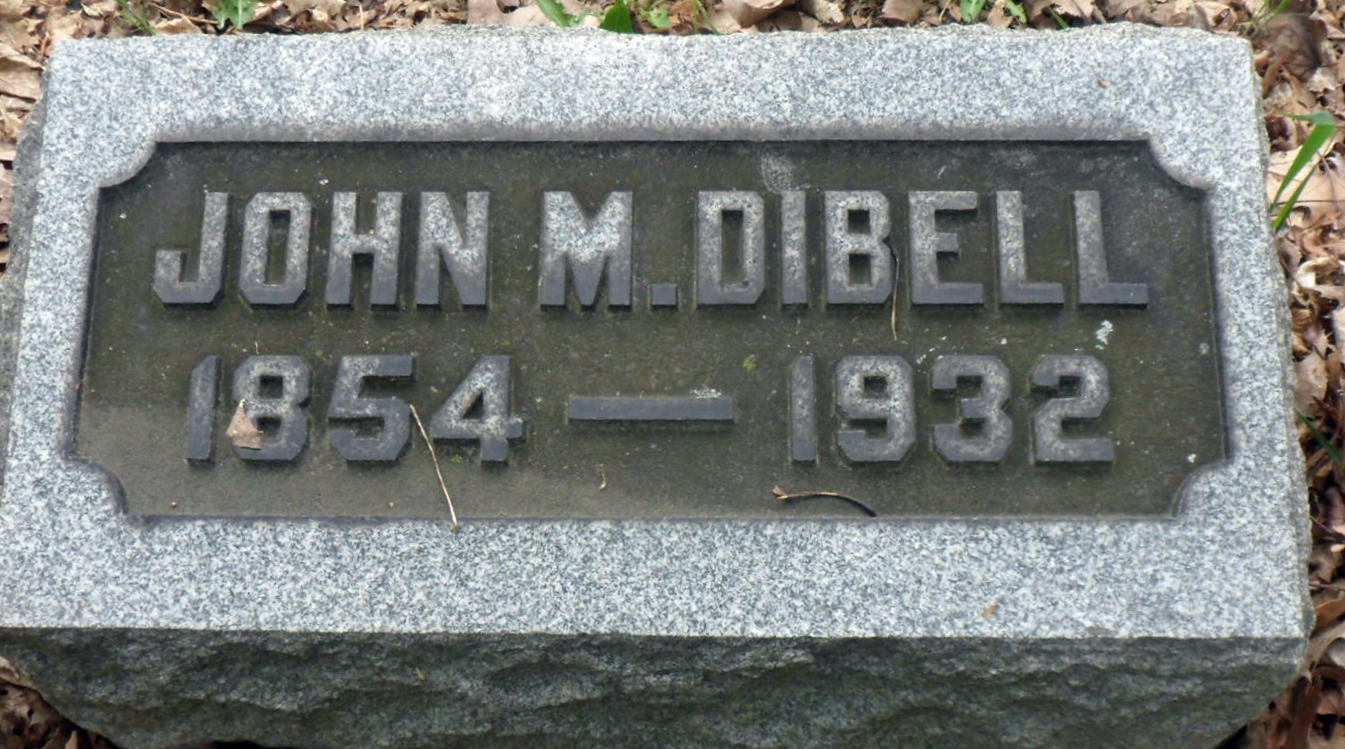 JOHN M. DIBELL
1854 — 1932